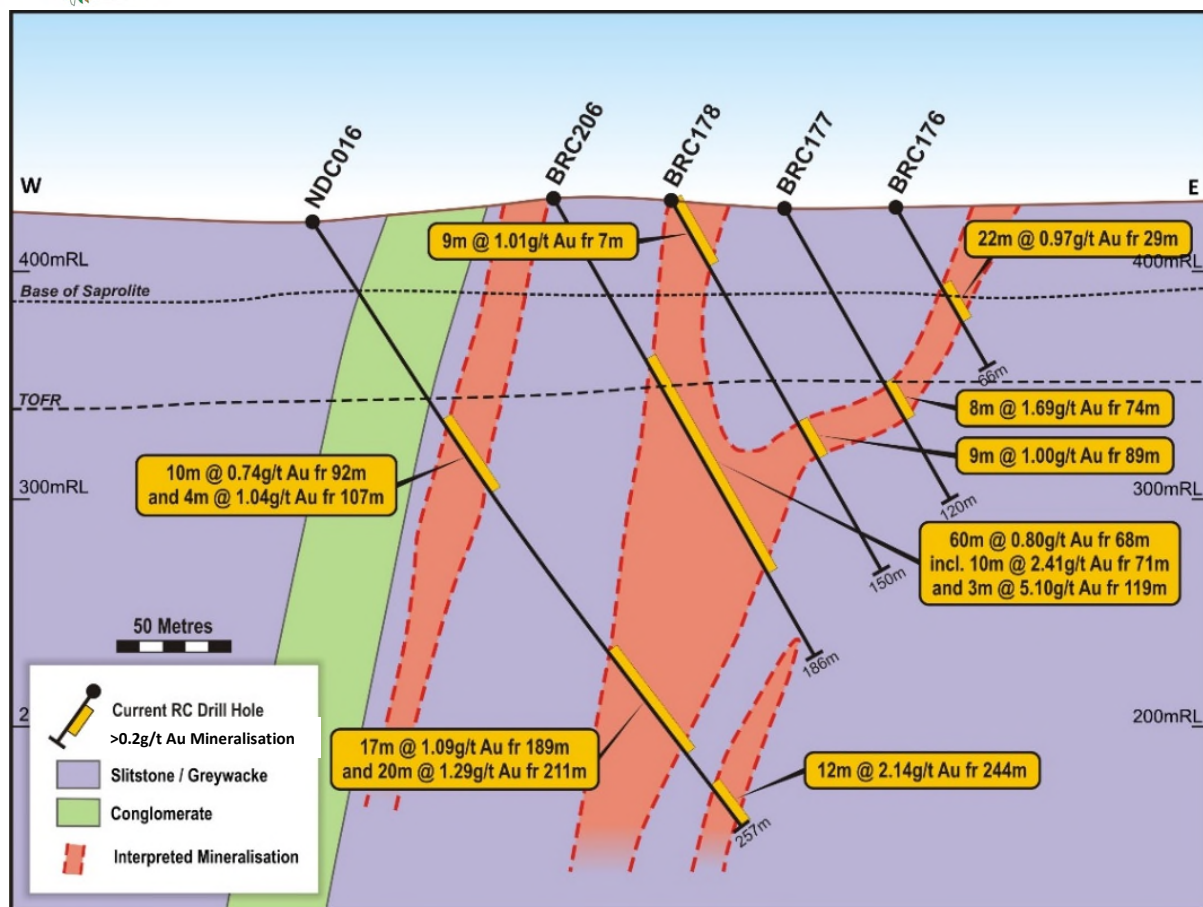 NDC016
BRC206
BRC178
BRC177
BRC176
W
E
9m @ 1.01g/t Au fr 7m
22m @ 0.97g/t Au fr 29m
400mRL
400mRL
Base of Saprolite
66m
TOFR
8m @ 1.69g/t Au fr 74m
9m @ 1.00g/t Au fr 89m
10m @ 0.74g/t Au fr 92m
and 4m @ 1.04g/t Au fr 107m
300mRL
300mRL
120m
60m @ 0.80g/t Au fr 68m
incl. 10m @ 2.41g/t Au fr 71m
and 3m @ 5.10g/t Au fr 119m
150m
50 Metres
186m
2
200mRL
Current RC Drill Hole
>0.2g/t Au Mineralisation
17m @ 1.09g/t Au fr 189m
and 20m @ 1.29g/t Au fr 211m
12m @ 2.14g/t Au fr 244m
Slitstone / Greywacke
Conglomerate
257m
Interpreted Mineralisation